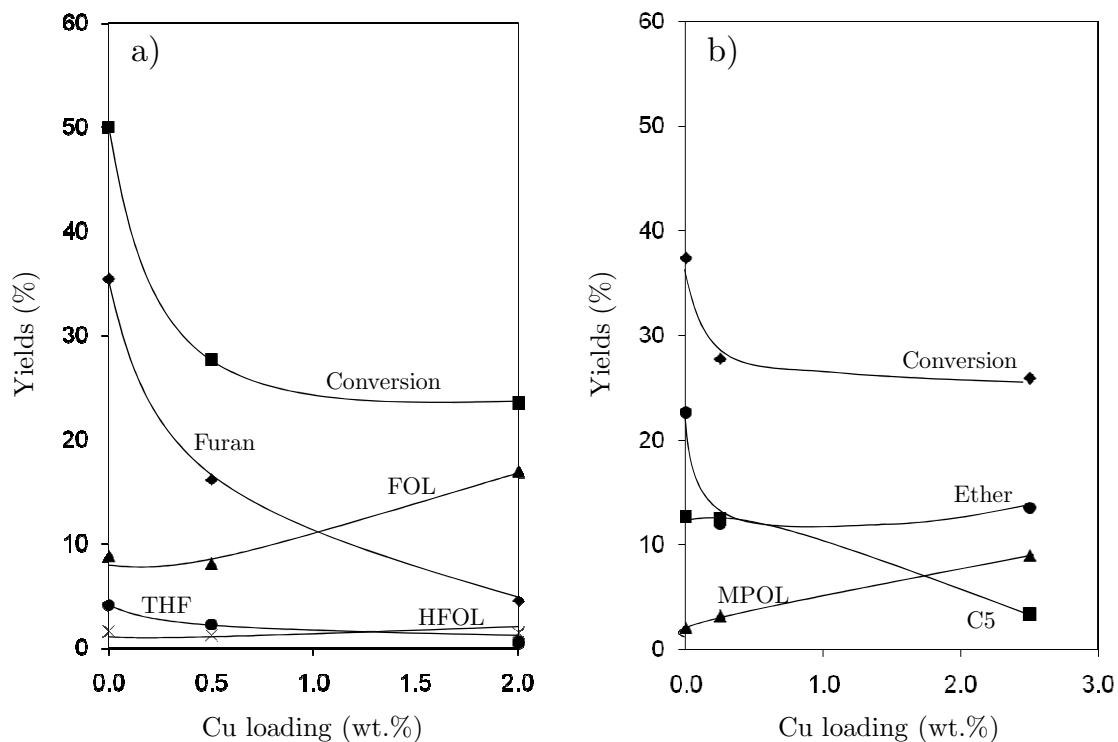 a)
60
50
40
30
20
10
0
Yields (%)
Conversion
Furan
FOL
THF
HFOL
0.0 0.5 1.0 1.5 2.0
Cu loading (wt.%)
b)
60
50
40
30
20
10
0
Yields (%)
Conversion
Ether
MPOL
C5
0.0 1.0 2.0 3.0
Cu loading (wt.%)